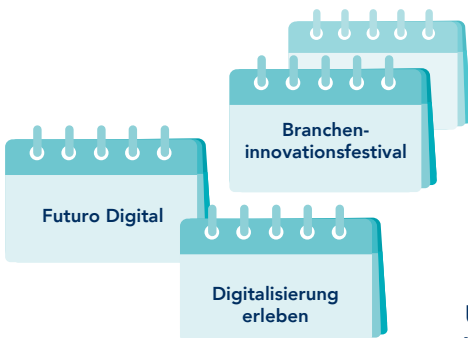 Branchen-
innovationsfestival
Futuro Digital
Digitalisierung
erleben